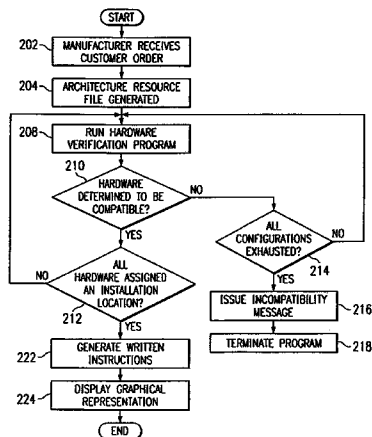 START
202
MANUFACTURER RECEIVES
CUSTOMER ORDER
204
ARCHITECTURE RESOURCE
FILE GENERATED
208
RUN HARDWARE
VERIFICATION PROGRAM
210
HARDWARE
DETERMINED TO BE
COMPATIBLE?
NO
YES
ALL
CONFIGURATIONS
EXHAUSTED?
NO
214
YES
ALL
HARDWARE ASSIGNED
AN INSTALLATION
LOCATION?
NO
212
YES
ISSUE INCOMPATIBILITY
MESSAGE
216
TERMINATE PROGRAM
218
222
GENERATE WRITTEN
INSTRUCTIONS
224
DISPLAY GRAPHICAL
REPRESENTATION
END